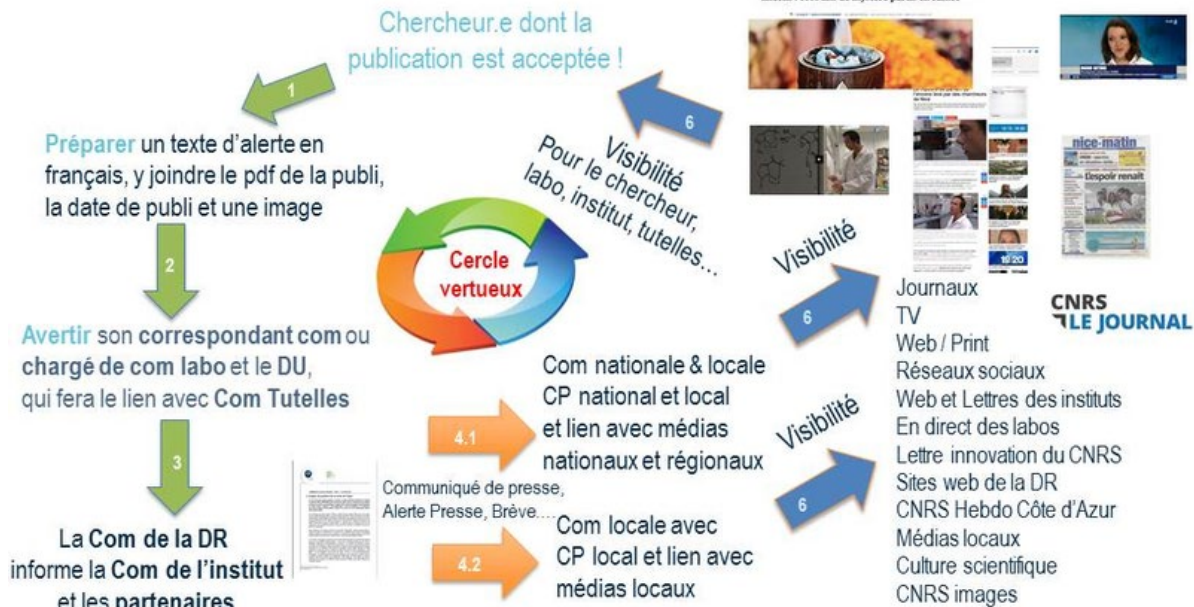 Chercheur.e dont la
publication est acceptée !
1
Préparer un texte d'alerte en
français, y joindre le pdf de la publi,
la date de publi et une image
2
Avertir son correspondant com ou
chargé de com labo et le DU,
qui fera le lien avec Com Tutelles
3
La Com de la DR
informe la Com de l'institut
et les partenaires
Cercle
vertueux
Communiqué de presse,
Alerte Presse, Brève....
4.1
Com nationale & locale
CP national et local
et lien avec médias
nationaux et régionaux
4.2
Com locale avec
CP local et lien avec
médias locaux
6
Visibilité
6
Visibilité
Journaux
TV
Web / Print
Réseaux sociaux
Web et Lettres des instituts
En direct des labos
Lettre innovation du CNRS
Sites web de la DR
CNRS Hebdo Côte d'Azur
Médias locaux
Culture scientifique
CNRS images
6
Visibilité
Pour le chercheur,
labo, institut, tutelles...
nice-matin
L'espoir renaît
19 20
CNRS
LE JOURNAL